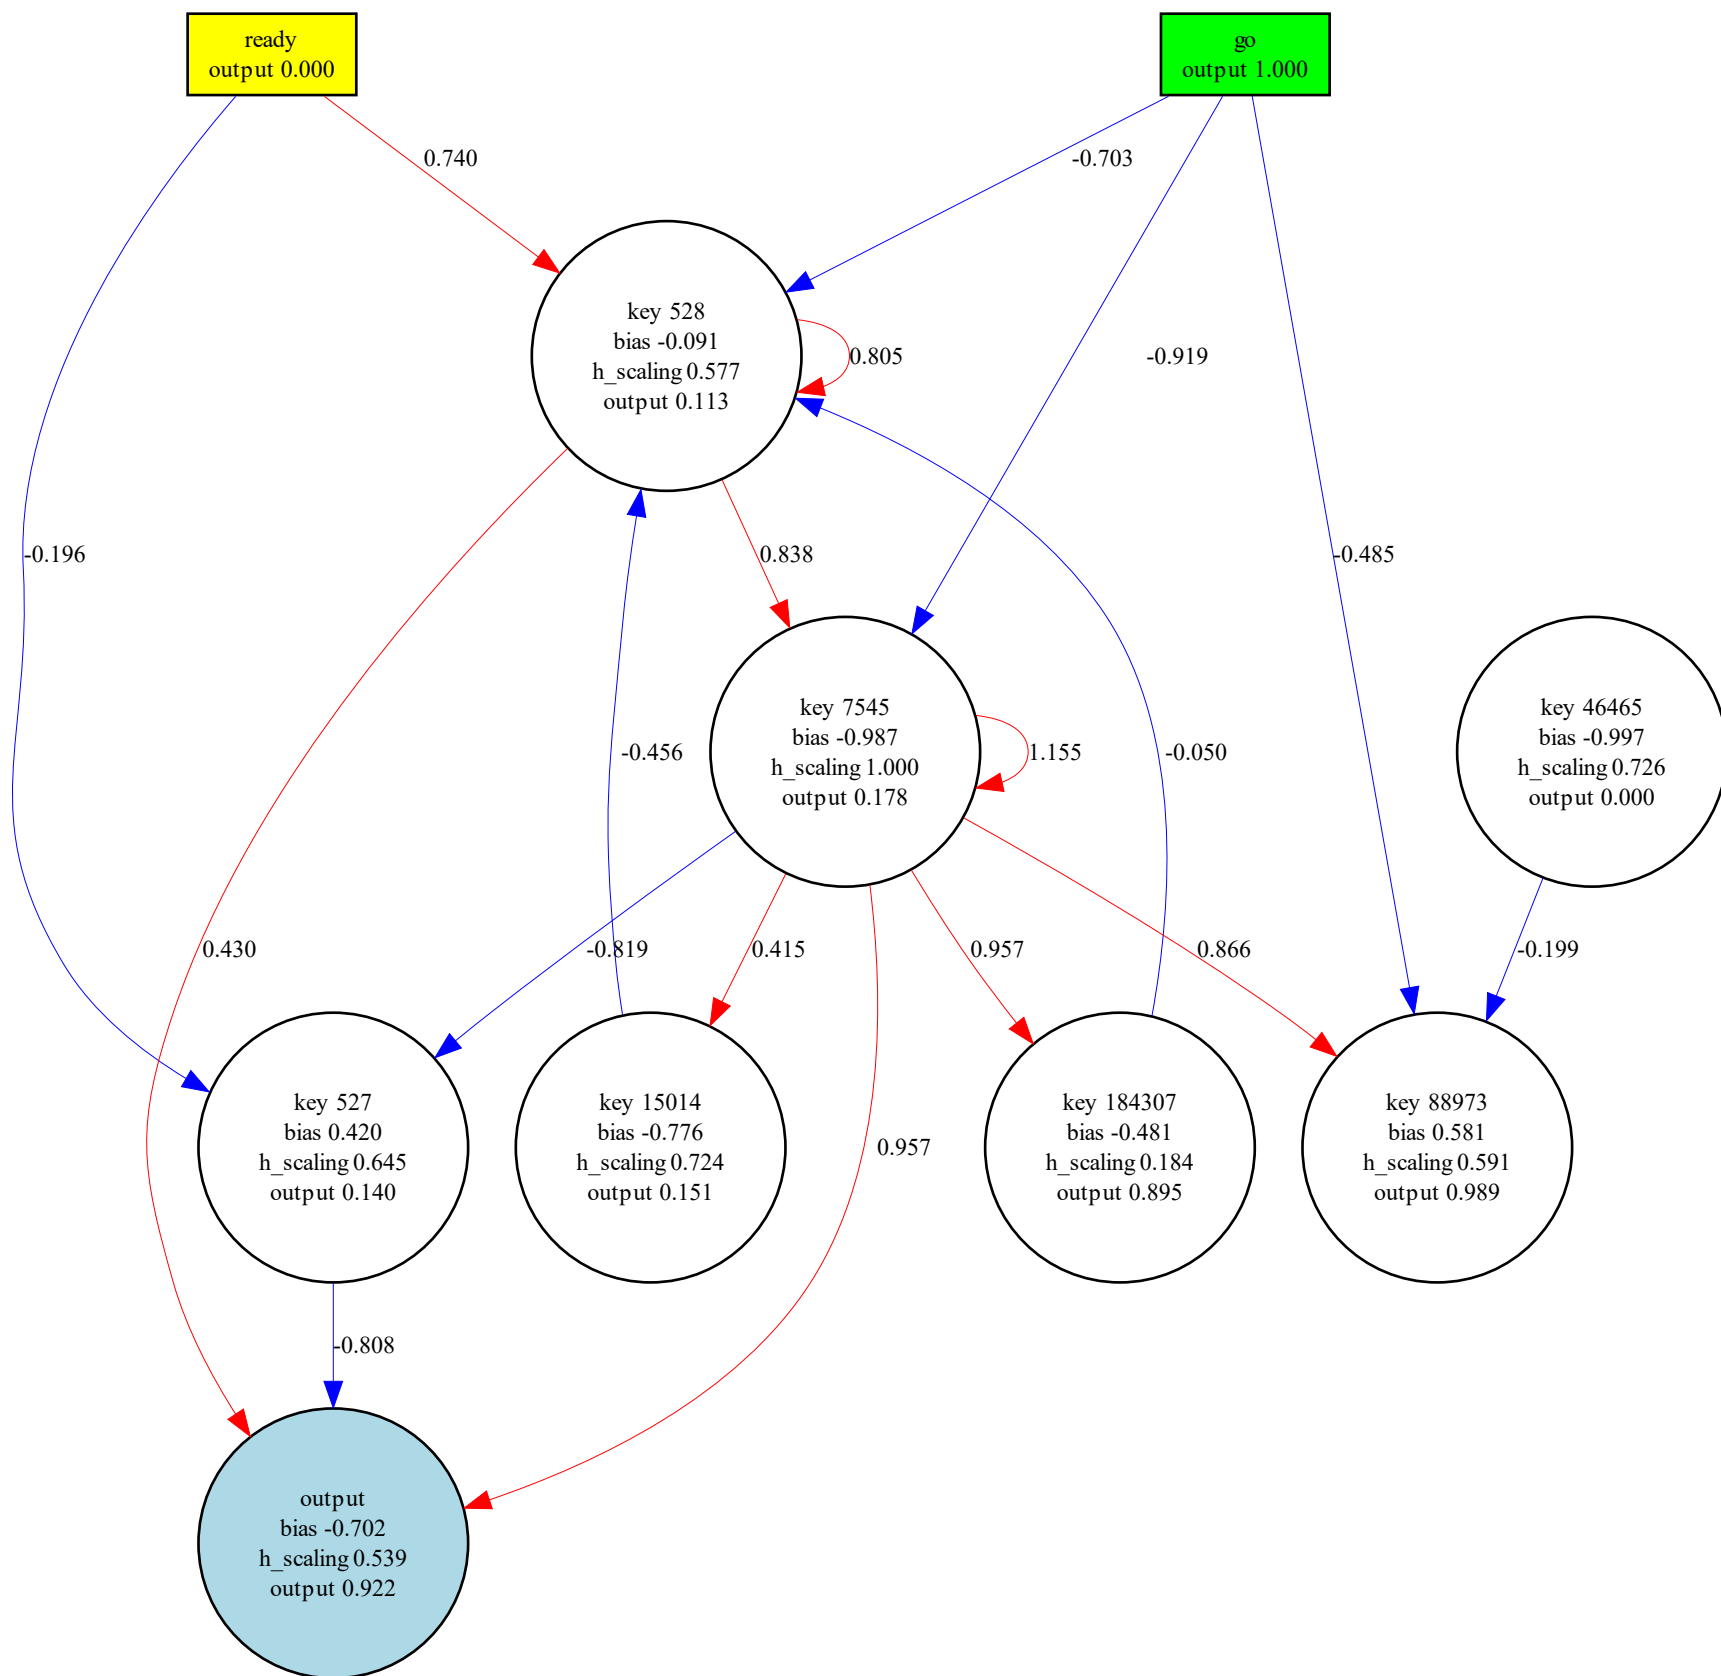 ready
output 0.000
go
output 1.000
0.740
-0.703
key 528
bias -0.091
h_scaling 0.577
output 0.113
0.805
-0.919
-0.196
0.838
-0.485
key 7545
bias -0.987
h_scaling 1.000
output 0.178
1.155
-0.456
-0.050
key 46465
bias -0.997
h_scaling 0.726
output 0.000
0.430
-0.819
0.415
0.957
0.866
-0.199
key 527
bias 0.420
h_scaling 0.645
output 0.140
key 15014
bias -0.776
h_scaling 0.724
output 0.151
0.957
key 184307
bias -0.481
h_scaling 0.184
output 0.895
key 88973
bias 0.581
h_scaling 0.591
output 0.989
-0.808
output
bias -0.702
h_scaling 0.539
output 0.922